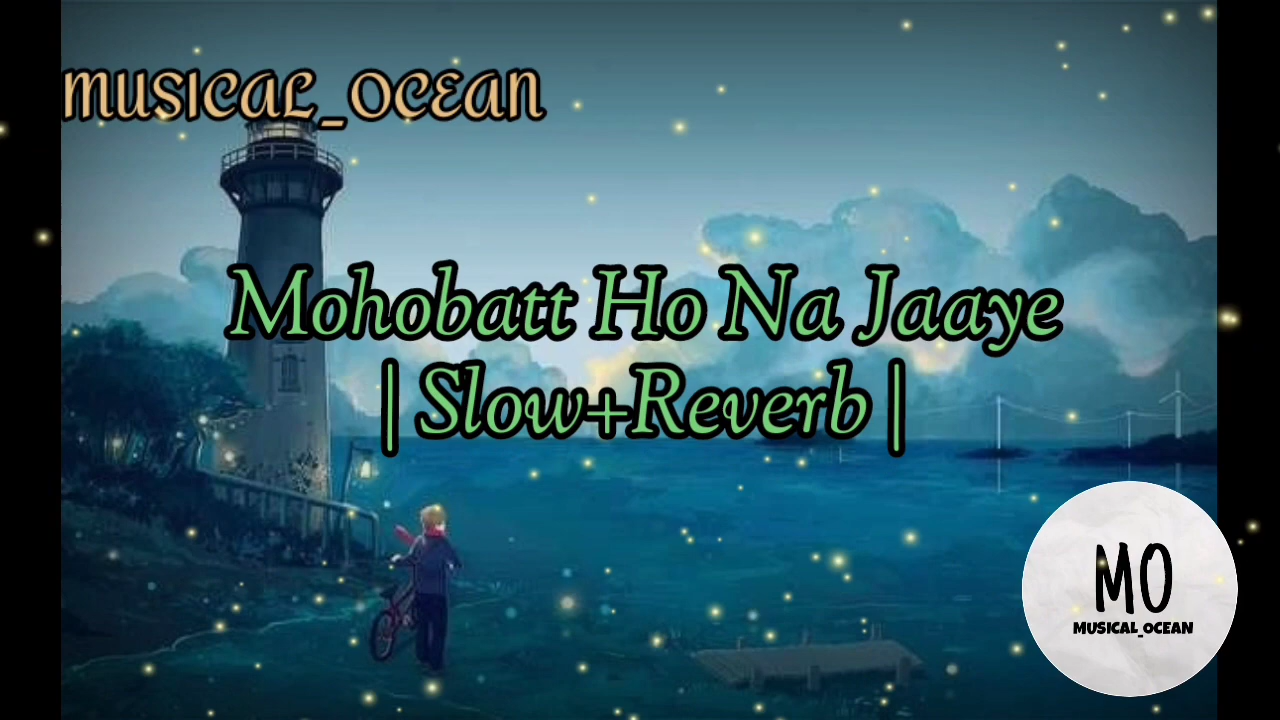 MUSICAL_OCEAN
Mohobatt Ho Na Jaaye
| Slow+Reverb |
MO
MUSICAL_OCEAN